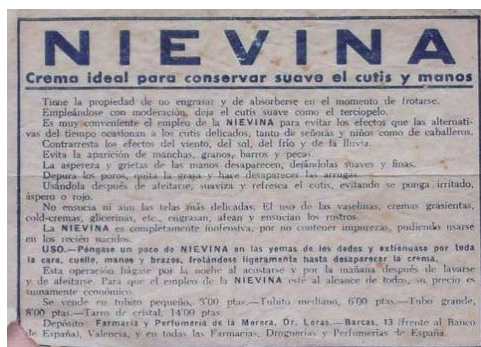 NIEVINA
Crema ideal para conservar suave el cutis y manos
Tiene la propiedad de no engrasar y de absorberse en el momento de frotarse.
Empleándose con moderación, deja el cutis suave como el terciopelo.
Es muy conveniente el empleo de la NIEVINA para evitar los efectos que las alternati-
vas del tiempo ocasionan a los cutis delicados, tanto de señoras y niños como de caballeros.
Contrarresta los efectos del viento, del sol, del frío y de la lluvia.
Evita la aparición de manchas, granos, barros y pecas.
La aspereza y grietas de las manos desaparecen, dejándolas suaves y finas.
Depura los poros, quita la grasa y hace desaparecer las arrugas.
Usándola después de afeitarse, suaviza y refresca el cutis, evitando se ponga irritado,
áspero o rojo.
No ensucia ni aun las telas más delicadas. El uso de las vaselinas, cremas grasientas,
cold-cremas, glicerinas, etc., engrasan, afean y ensucian los rostros.
La NIEVINA es completamente inofensiva, por no contener impurezas, pudiendo usarse
en los recién nacidos.
USO.—Póngase un poco de NIEVINA en las yemas de los dedos y extiéndase por toda
la cara, cuello, manos y brazos, frotándose ligeramente hasta desaparecer la crema.
Esta operación hágase por la noche al acostarse y por la mañana después de lavarse
y de afeitarse. Para que el empleo de la NIEVINA esté al alcance de todos, su precio es
sumamente económico.
Se vende en tubito pequeño, 3'00 ptas.—Tubito mediano, 6'00 ptas.—Tubo grande,
8'00 ptas.—Tarro de cristal, 14'00 ptas.
Depósito: Farmacia y Perfumería de la Morera, Dr. Leras.—Barcas, 13 (frente al Banco
de España), Valencia, y en todas las Farmacias, Droguerías y Perfumerías de España.